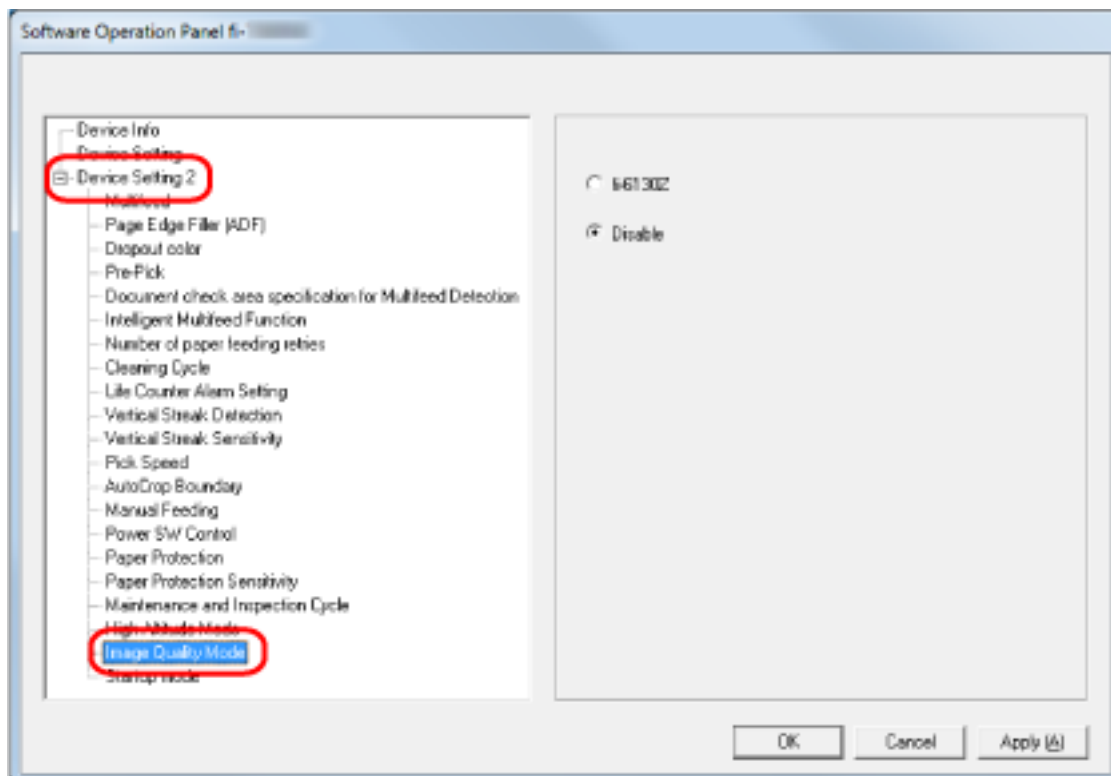 Software Operation Panel fi-
Device Info
Device Setting
Device Setting 2
Multifeed
Page Edge Filler (ADF)
Dropout color
Pre-Pick
Document check area specification for Multifeed Detection
Intelligent Multifeed Function
Number of paper feeding retries
Cleaning Cycle
Life Counter Alarm Setting
Vertical Streak Detection
Vertical Streak Sensitivity
Pick Speed
AutoCrop Boundary
Manual Feeding
Power SW Control
Paper Protection
Paper Protection Sensitivity
Maintenance and Inspection Cycle
High Altitude Mode
Image Quality Mode
Startup mode
fi-6130Z
Disable
OK
Cancel
Apply (A)